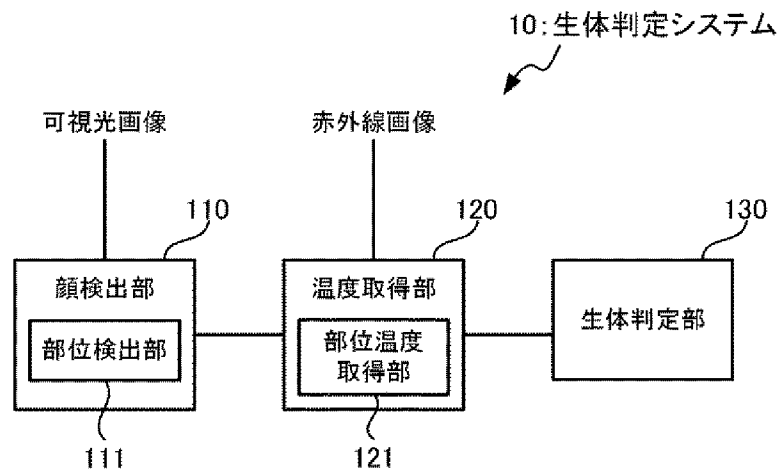 10:生体判定システム
可視光画像
赤外線画像
110
120
130
顔検出部
温度取得部
生体判定部
部位検出部
部位温度
取得部
111
121